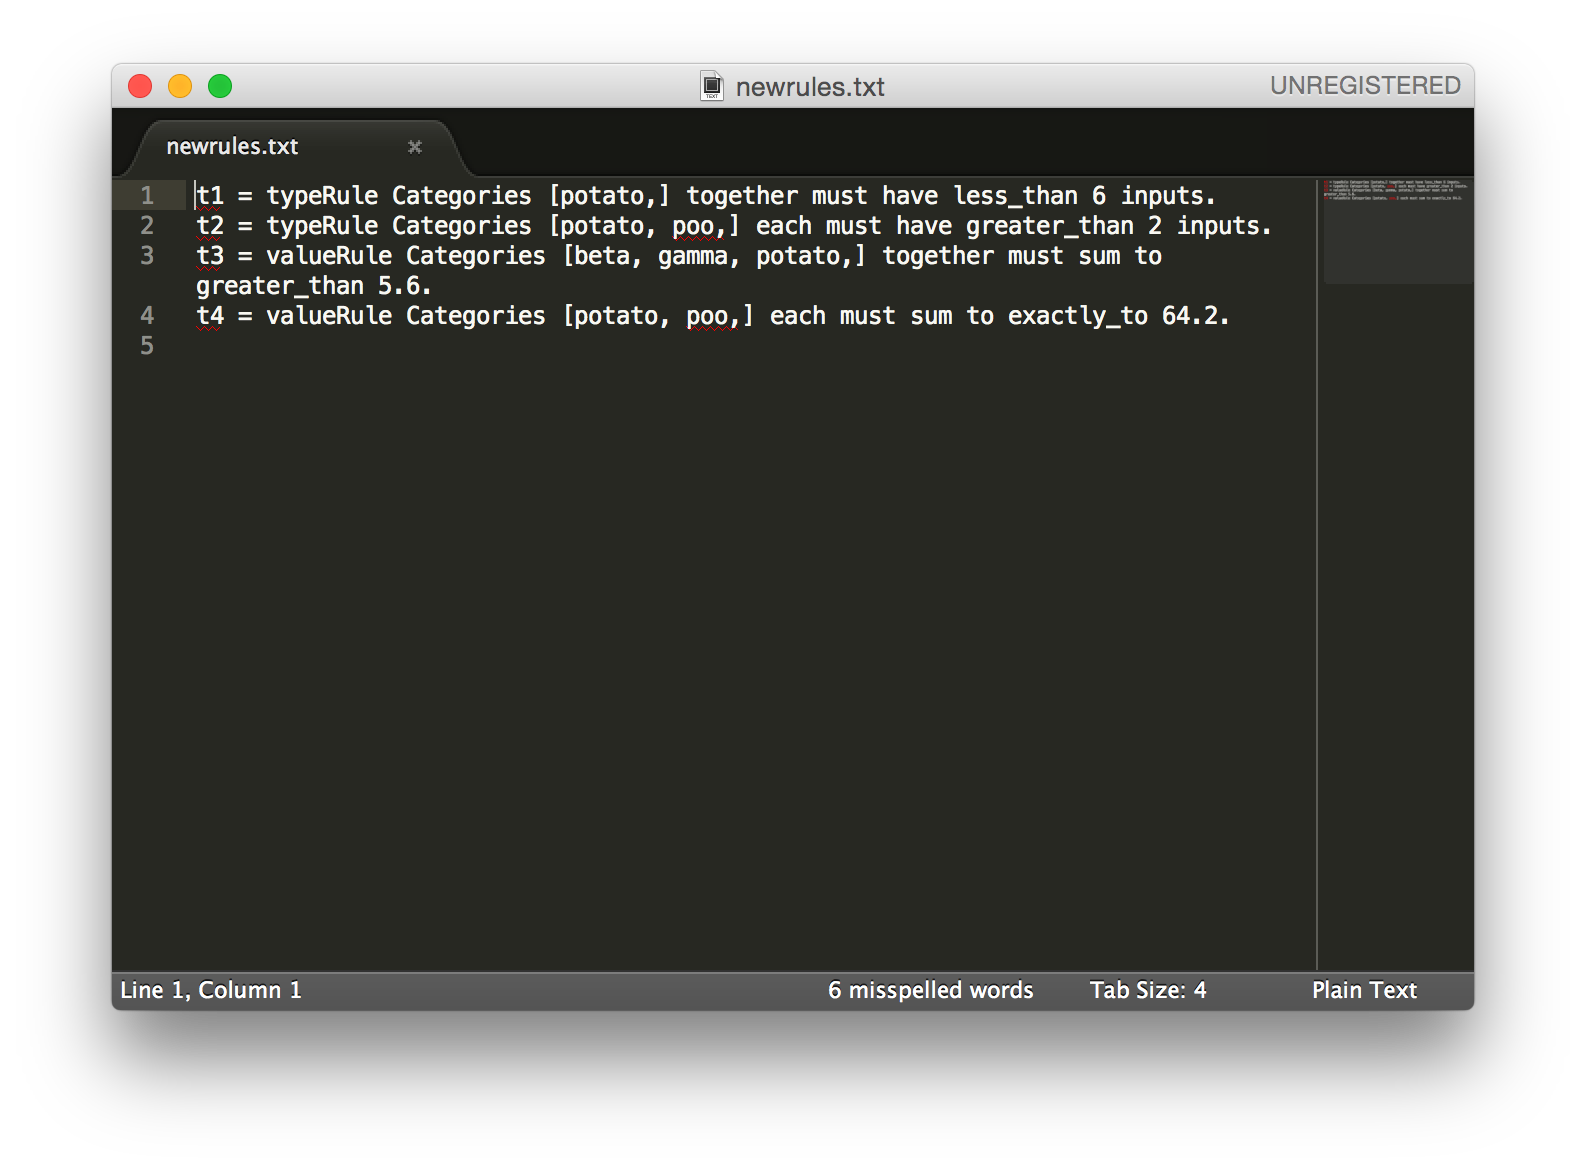 newrules.txt
UNREGISTERED
newrules.txt
1 t1 = typeRule Categories [potato,] together must have less_than 6 inputs.
2 t2 = typeRule Categories [potato, poo,] each must have greater_than 2 inputs.
3 t3 = valueRule Categories [beta, gamma, potato,] together must sum to
greater_than 5.6.
4 t4 = valueRule Categories [potato, poo,] each must sum to exactly_to 64.2.
5
Line 1, Column 1
6 misspelled words
Tab Size: 4
Plain Text